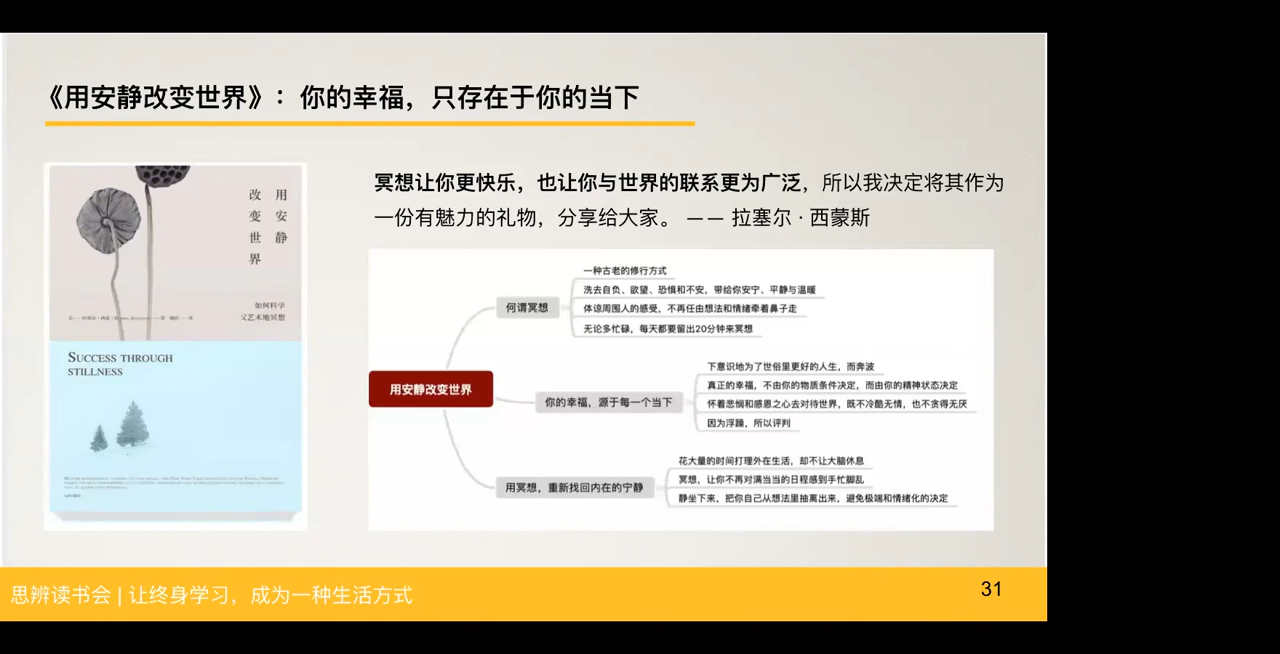 《用安静改变世界》：你的幸福，只存在于你的当下
用安静
改变世界
如何科学
又艺术地冥想
SUCCESS THROUGH
STILLNESS
冥想让你更快乐，也让你与世界的联系更为广泛，所以我决定将其作为
一份有魅力的礼物，分享给大家。 —— 拉塞尔 · 西蒙斯
用安静改变世界
何谓冥想
一种古老的修行方式
洗去自负、欲望、恐惧和不安，带给你安宁、平静与温暖
体谅周围人的感受，不再任由想法和情绪牵着鼻子走
无论多忙碌，每天都要留出20分钟来冥想
你的幸福，源于每一个当下
下意识地为了世俗里更好的人生，而奔波
真正的幸福，不由你的物质条件决定，而由你的精神状态决定
怀着悲悯和感恩之心去对待世界，既不冷酷无情，也不贪得无厌
因为浮躁，所以评判
用冥想，重新找回内在的宁静
花大量的时间打理外在生活，却不让大脑休息
冥想，让你不再对满当当的日程感到手忙脚乱
静坐下来，把你自己从想法里抽离出来，避免极端和情绪化的决定
思辨读书会 | 让终身学习，成为一种生活方式
31